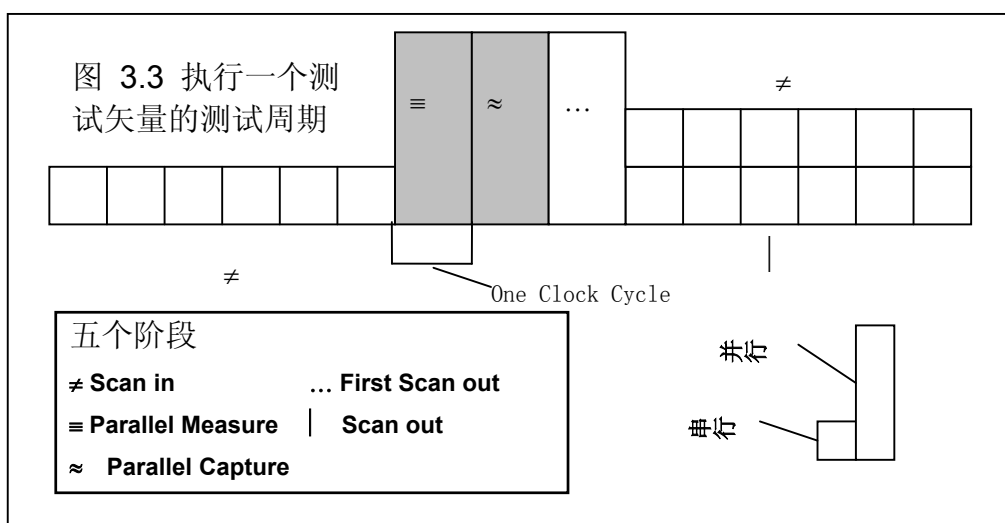 图 3.3 执行一个测
试矢量的测试周期
≡ ≈ …
≠
≠
|
One Clock Cycle
五个阶段
≠ Scan in … First Scan out
≡ Parallel Measure | Scan out
≈ Parallel Capture
并行
串行